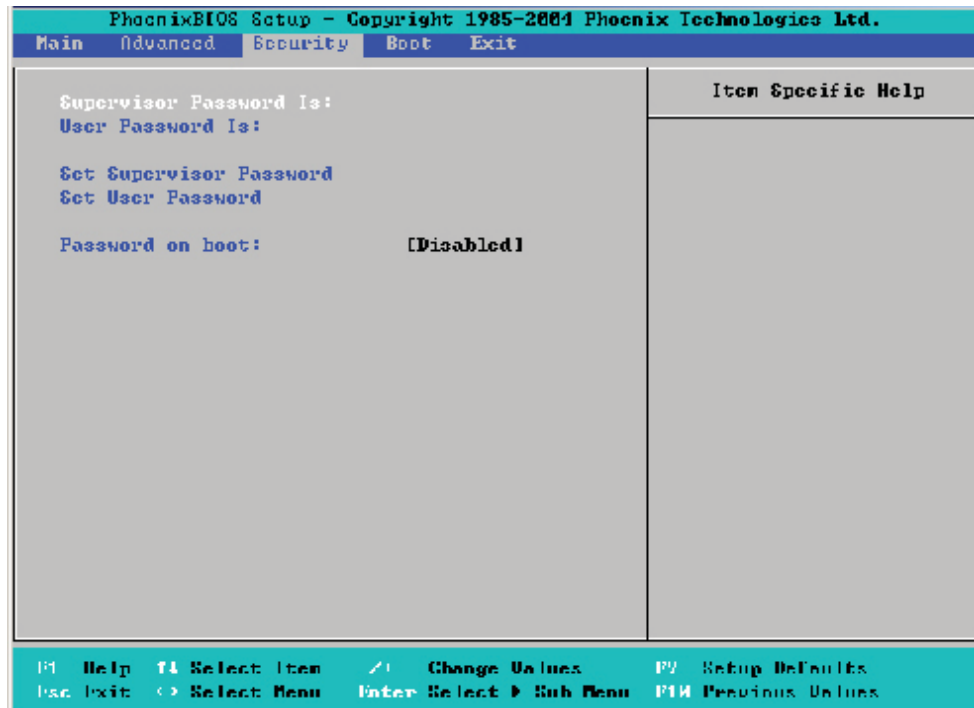 PhoenixBIOS Setup - Copyright 1985-2004 Phoenix Technologies Ltd.
Main Advanced Security Boot Exit
Item Specific Help
Supervisor Password Is:
User Password Is:
Set Supervisor Password
Set User Password
Password on boot: [Disabled]
F1 Help ↑↓ Select Item -/+ Change Values F9 Setup Defaults
Esc Exit <> Select Menu Enter Select ▶ Sub Menu F10 Previous Values